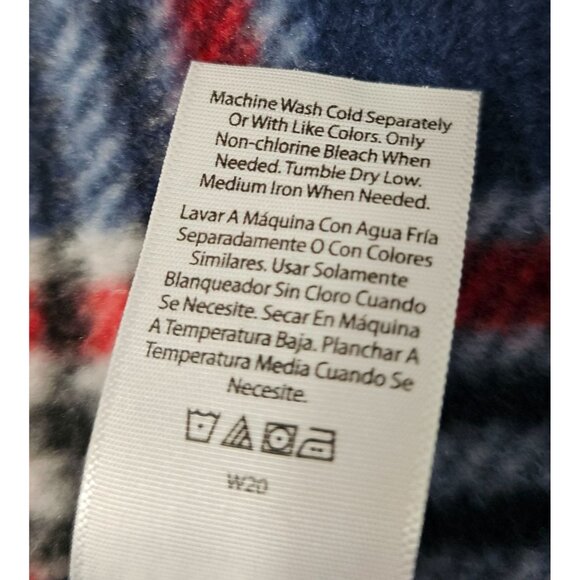 Machine Wash Cold Separately
Or With Like Colors. Only
Non-chlorine Bleach When
Needed. Tumble Dry Low.
Medium Iron When Needed.
Lavar A Máquina Con Agua Fría
Separadamente O Con Colores
Similares. Usar Solamente
Blanqueador Sin Cloro Cuando
Se Necesite. Secar En Máquina
A Temperatura Baja. Planchar A
Temperatura Media Cuando Se
Necesite.
W20